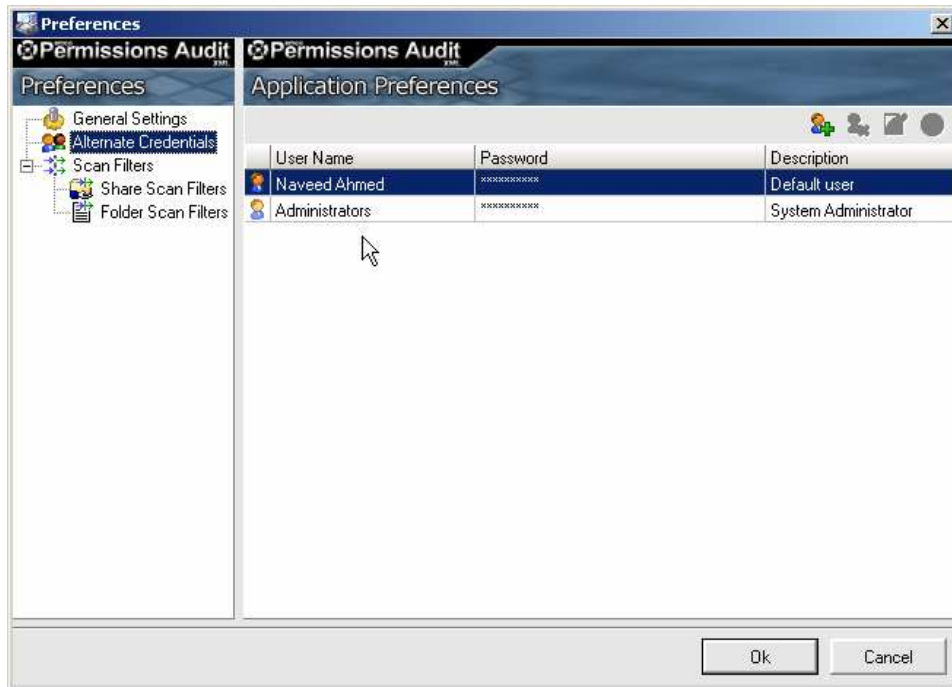 Preferences
Permissions Audit
Permissions Audit
Preferences
Application Preferences
General Settings
Alternate Credentials
Scan Filters
Share Scan Filters
Folder Scan Filters
User Name Password Description
Naveed Ahmed ********** Default user
Administrators ********** System Administrator
Ok Cancel